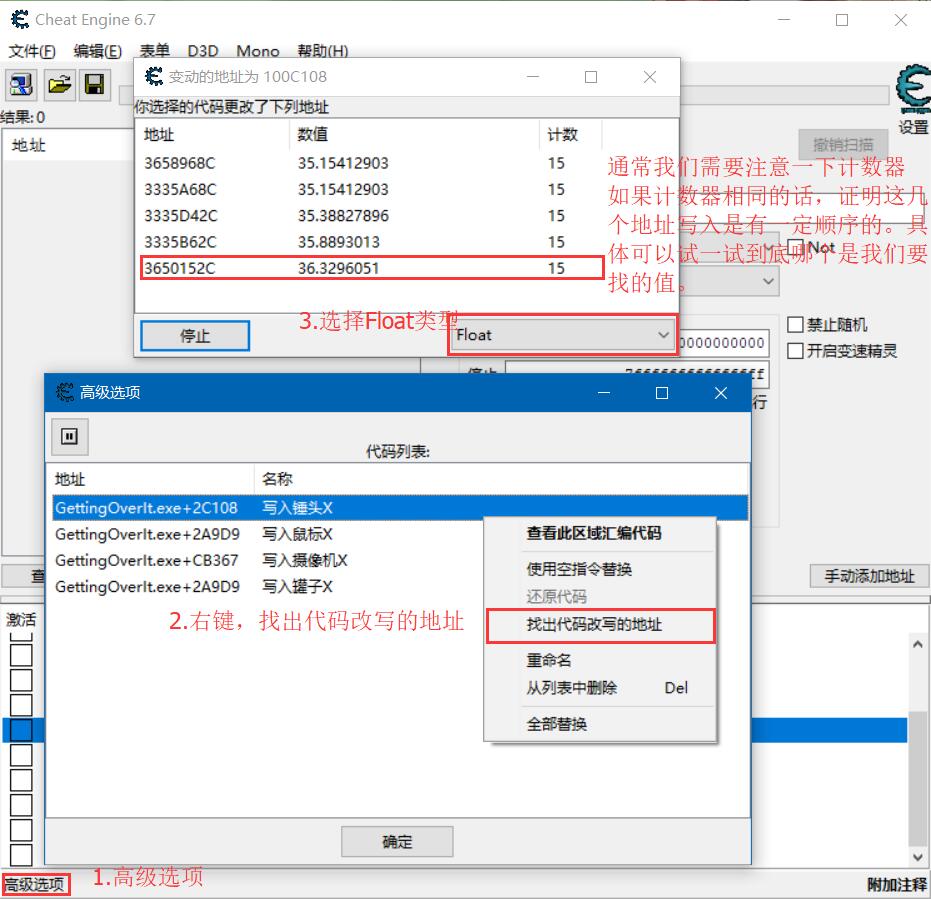 Cheat Engine 6.7
文件(F) 编辑(E) 表单 D3D Mono 帮助(H)
变动的地址为 100C108
你选择的代码更改了下列地址
结果: 0
设置
地址
地址 数值 计数
撤销扫描
3658968C 35.15412903 15
3335A68C 35.15412903 15
3335D42C 35.38827896 15
3335B62C 35.8893013 15
3650152C 36.3296051 15
通常我们需要注意一下计数器
如果计数器相同的话，证明这几
个地址写入是有一定顺序的。具
体可以试一试到底哪个是我们要
找的值。
Not
停止
3.选择Float类型
Float
0000000000
禁止随机
开启变速精灵
停止
7fffffffffffffff
行
高级选项
代码列表:
地址 名称
GettingOverIt.exe+2C108 写入锤头X
GettingOverIt.exe+2A9D9 写入鼠标X
GettingOverIt.exe+CB367 写入摄像机X
GettingOverIt.exe+2A9D9 写入罐子X
2.右键，找出代码改写的地址
查看此区域汇编代码
使用空指令替换
还原代码
找出代码改写的地址
重命名
从列表中删除 Del
全部替换
查
手动添加地址
激活
确定
高级选项
1.高级选项
附加注释